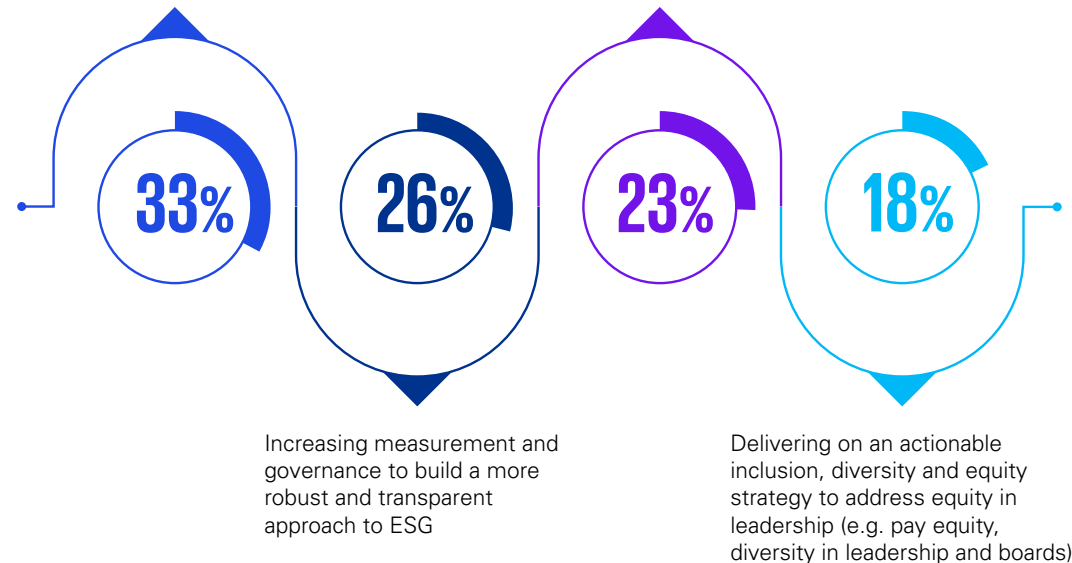 33%
26%
23%
18%
Increasing measurement and
governance to build a more
robust and transparent
approach to ESG
Delivering on an actionable
inclusion, diversity and equity
strategy to address equity in
leadership (e.g. pay equity,
diversity in leadership and boards)